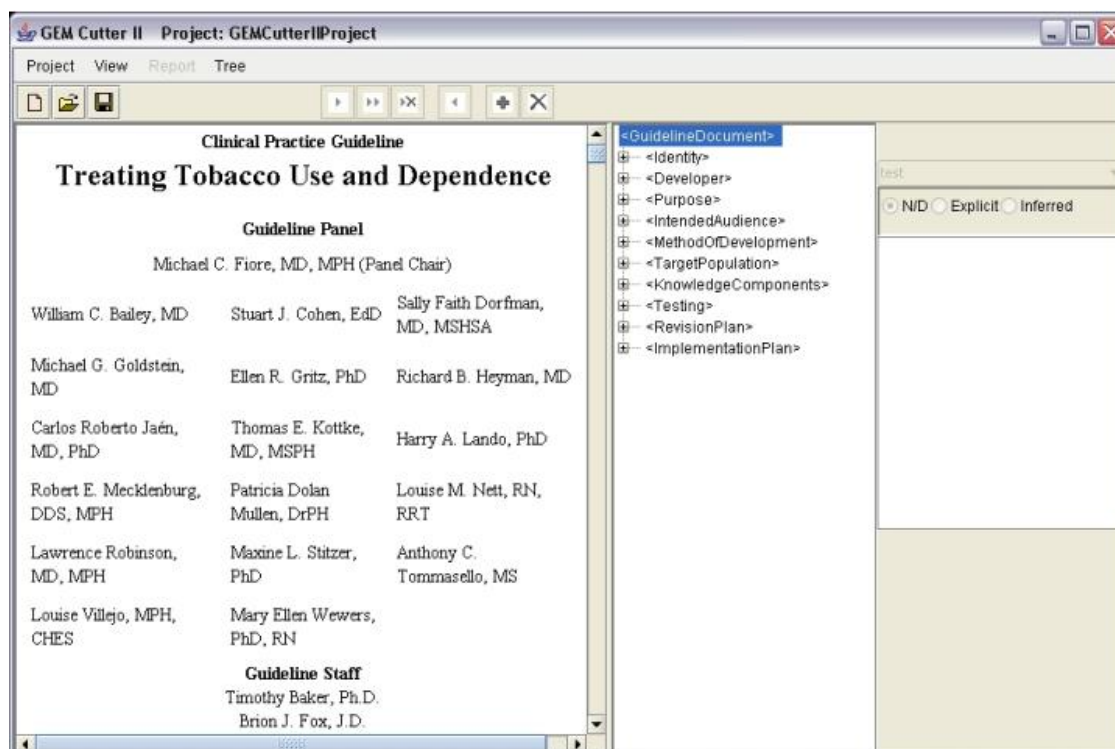 GEM Cutter II Project: GEMCutterIIProject
Project View Report Tree
Clinical Practice Guideline
Treating Tobacco Use and Dependence
Guideline Panel
Michael C. Fiore, MD, MPH (Panel Chair)
William C. Bailey, MD
Stuart J. Cohen, EdD
Sally Faith Dorfman,
MD, MSHSA
Michael G. Goldstein,
MD
Ellen R. Gritz, PhD
Richard B. Heyman, MD
Carlos Roberto Jaén,
MD, PhD
Thomas E. Kottke,
MD, MSPH
Harry A. Lando, PhD
Robert E. Mecklenburg,
DDS, MPH
Patricia Dolan
Mullen, DrPH
Louise M. Nett, RN,
RRT
Lawrence Robinson,
MD, MPH
Maxine L. Stitzer,
PhD
Anthony C.
Tommasello, MS
Louise Villejo, MPH,
CHES
Mary Ellen Wewers,
PhD, RN
Guideline Staff
Timothy Baker, Ph.D.
Brion J. Fox, J.D.
<GuidelineDocument>
<Identity>
<Developer>
<Purpose>
<IntendedAudience>
<MethodOfDevelopment>
<TargetPopulation>
<KnowledgeComponents>
<Testing>
<RevisionPlan>
<ImplementationPlan>
test
N/D Explicit Inferred